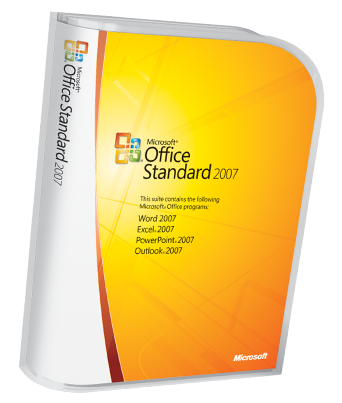 Microsoft®
Office Standard 2007
Microsoft®
Office
Standard 2007
This suite contains the following
Microsoft® Office programs:
Word 2007
Excel® 2007
PowerPoint® 2007
Outlook® 2007
Microsoft